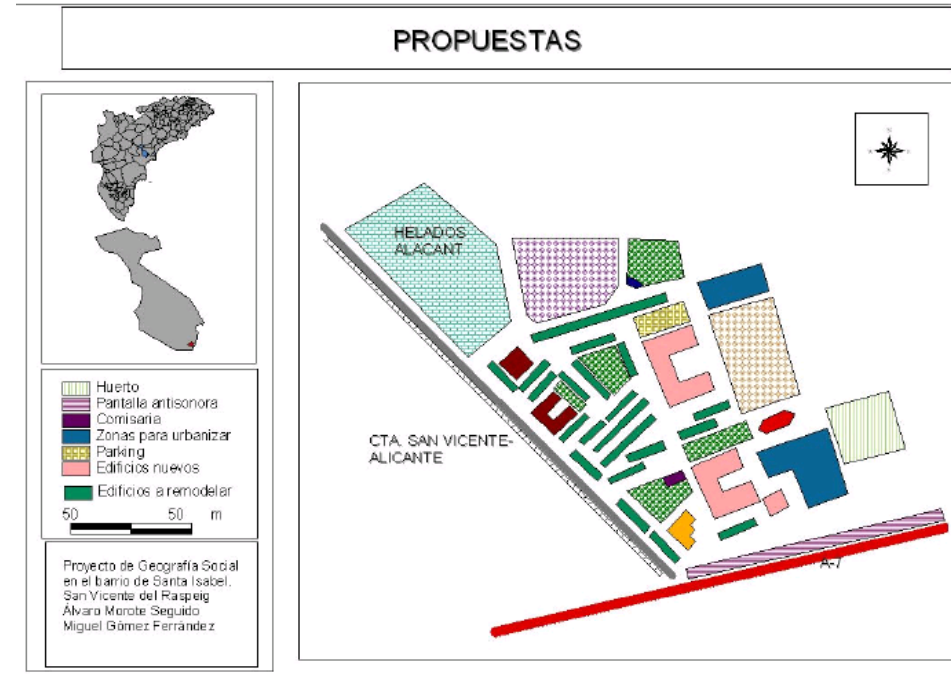 PROPUESTAS
HELADOS
ALACANT
CTA. SAN VICENTE-
ALICANTE
A-7
Huerto
Pantalla antisonora
Comisaria
Zonas para urbanizar
Parking
Edificios nuevos
Edificios a remodelar
50 50 m
Proyecto de Geografía Social
en el barrio de Santa Isabel.
San Vicente del Raspeig
Álvaro Morote Seguido
Miguel Gómez Ferrández